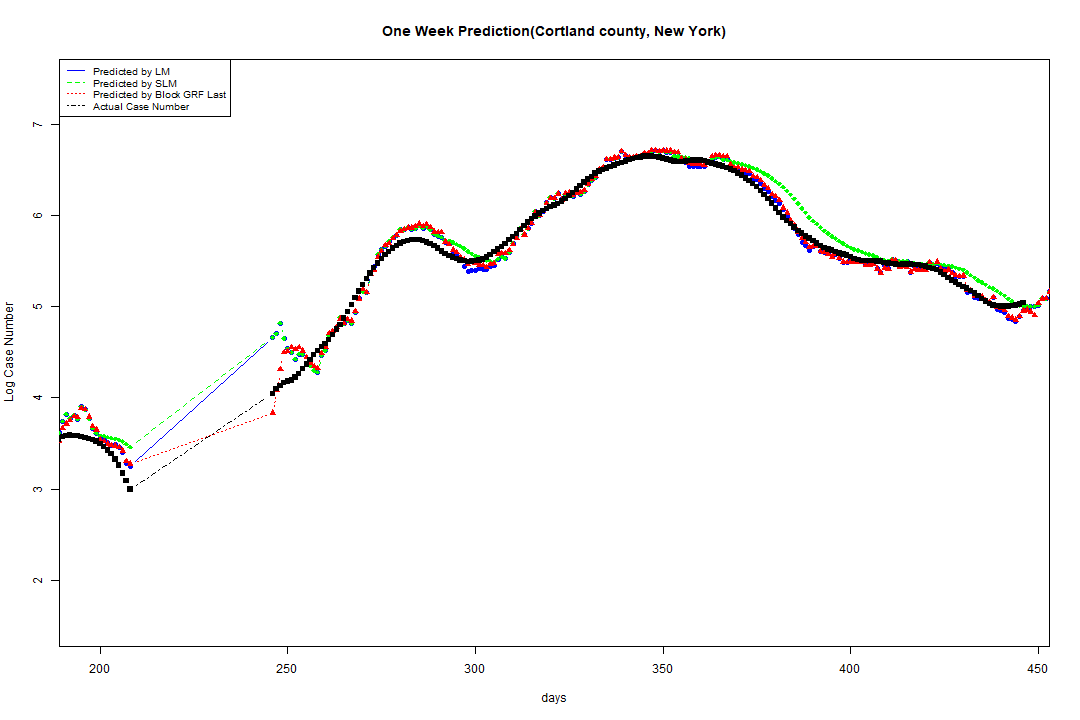 One Week Prediction(Cortland county, New York)
Predicted by LM
Predicted by SLM
Predicted by Block GRF Last
Actual Case Number
Log Case Number
7
6
5
4
3
2
200 250 300 350 400 450
days